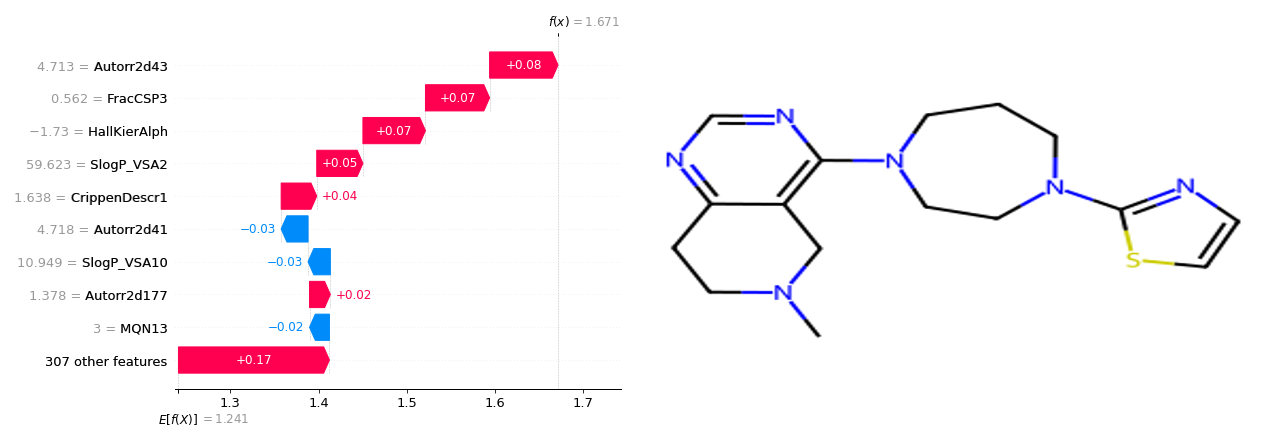 f(x) = 1.671
4.713 = Autorr2d43
+0.08
0.562 = FracCSP3
+0.07
−1.73 = HallKierAlph
+0.07
59.623 = SlogP_VSA2
+0.05
1.638 = CrippenDescr1
+0.04
4.718 = Autorr2d41
−0.03
10.949 = SlogP_VSA10
−0.03
1.378 = Autorr2d177
+0.02
3 = MQN13
−0.02
307 other features
+0.17
1.3 1.4 1.5 1.6 1.7
E[f(X)] = 1.241
N
N
N
N
N
N
S